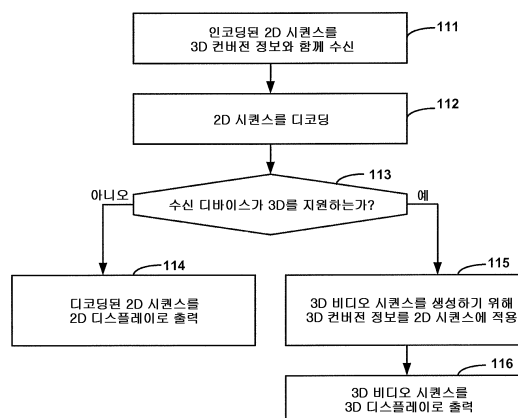 인코딩된 2D 시퀀스를
3D 컨버전 정보와 함께 수신
111
2D 시퀀스를 디코딩
112
수신 디바이스가 3D를 지원하는가?
113
아니오
예
디코딩된 2D 시퀀스를
2D 디스플레이로 출력
114
3D 비디오 시퀀스를 생성하기 위해
3D 컨버전 정보를 2D 시퀀스에 적용
115
3D 비디오 시퀀스를
3D 디스플레이로 출력
116